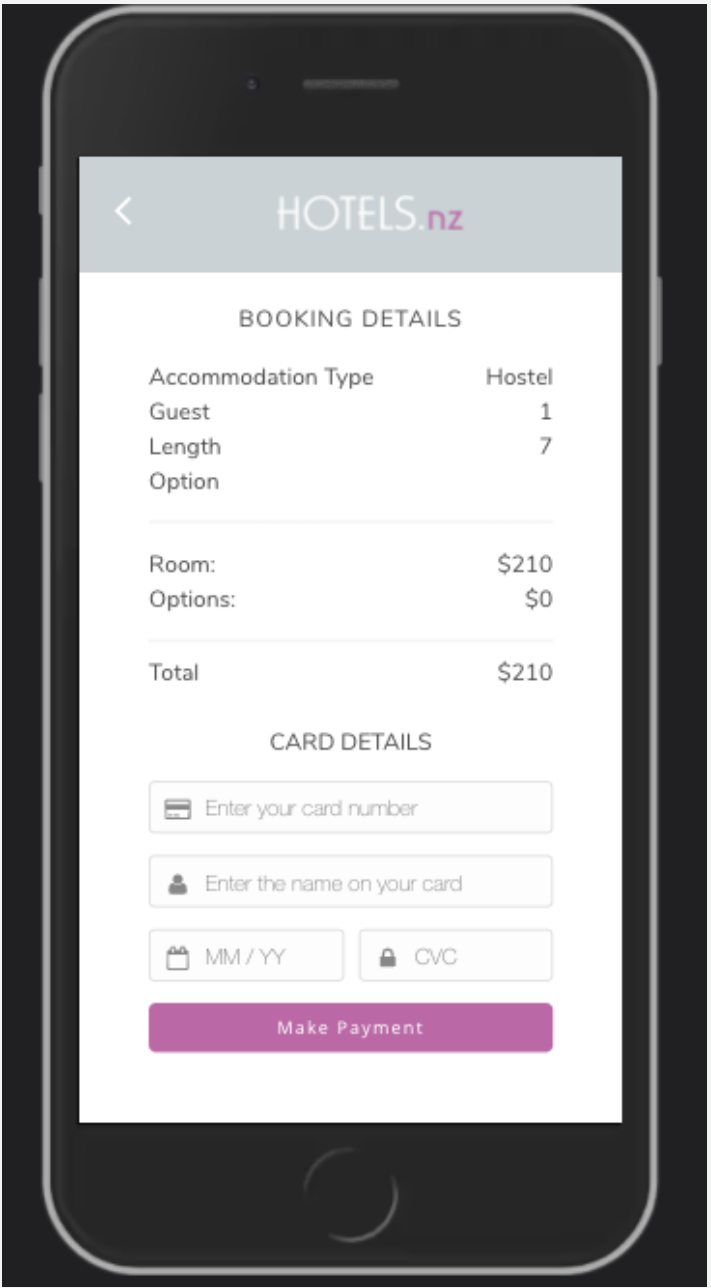 HOTELS.nz
BOOKING DETAILS
Accommodation Type Hostel
Guest 1
Length 7
Option
Room: $210
Options: $0
Total $210
CARD DETAILS
Enter your card number
Enter the name on your card
MM / YY CVC
Make Payment